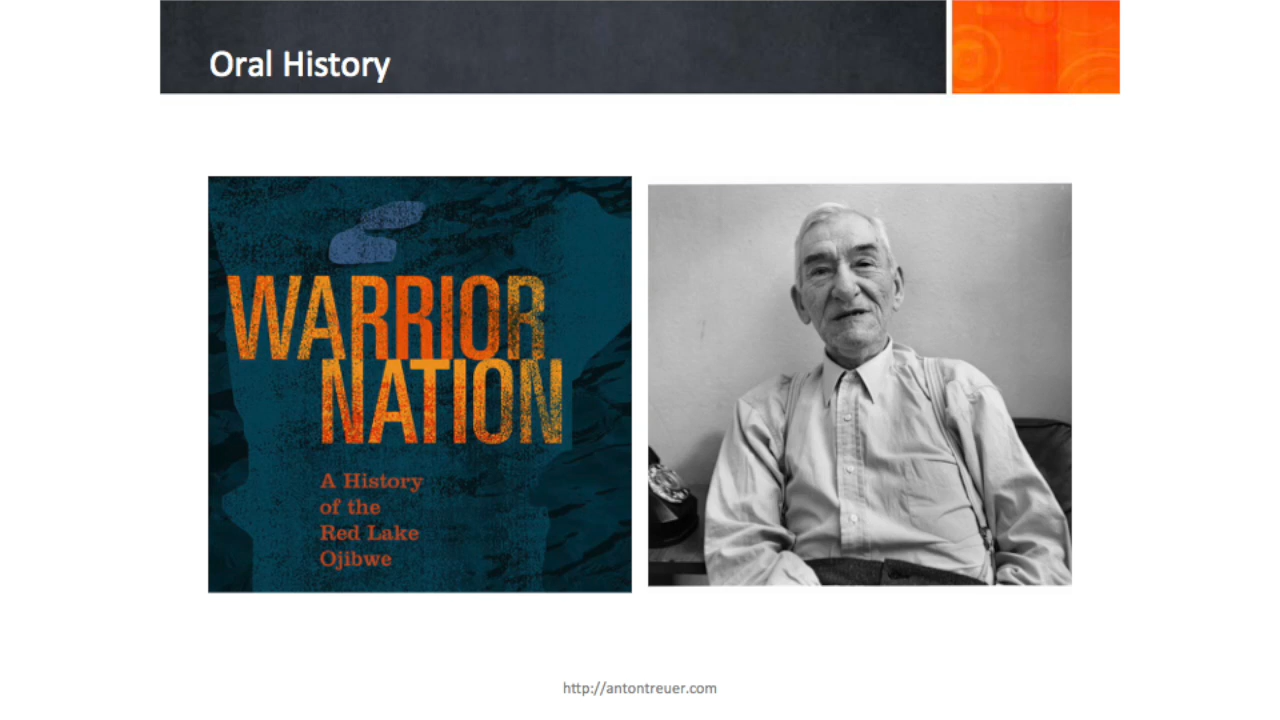 Oral History
WARRIOR
NATION
A History
of the
Red Lake
Ojibwe
http://antontreuer.com